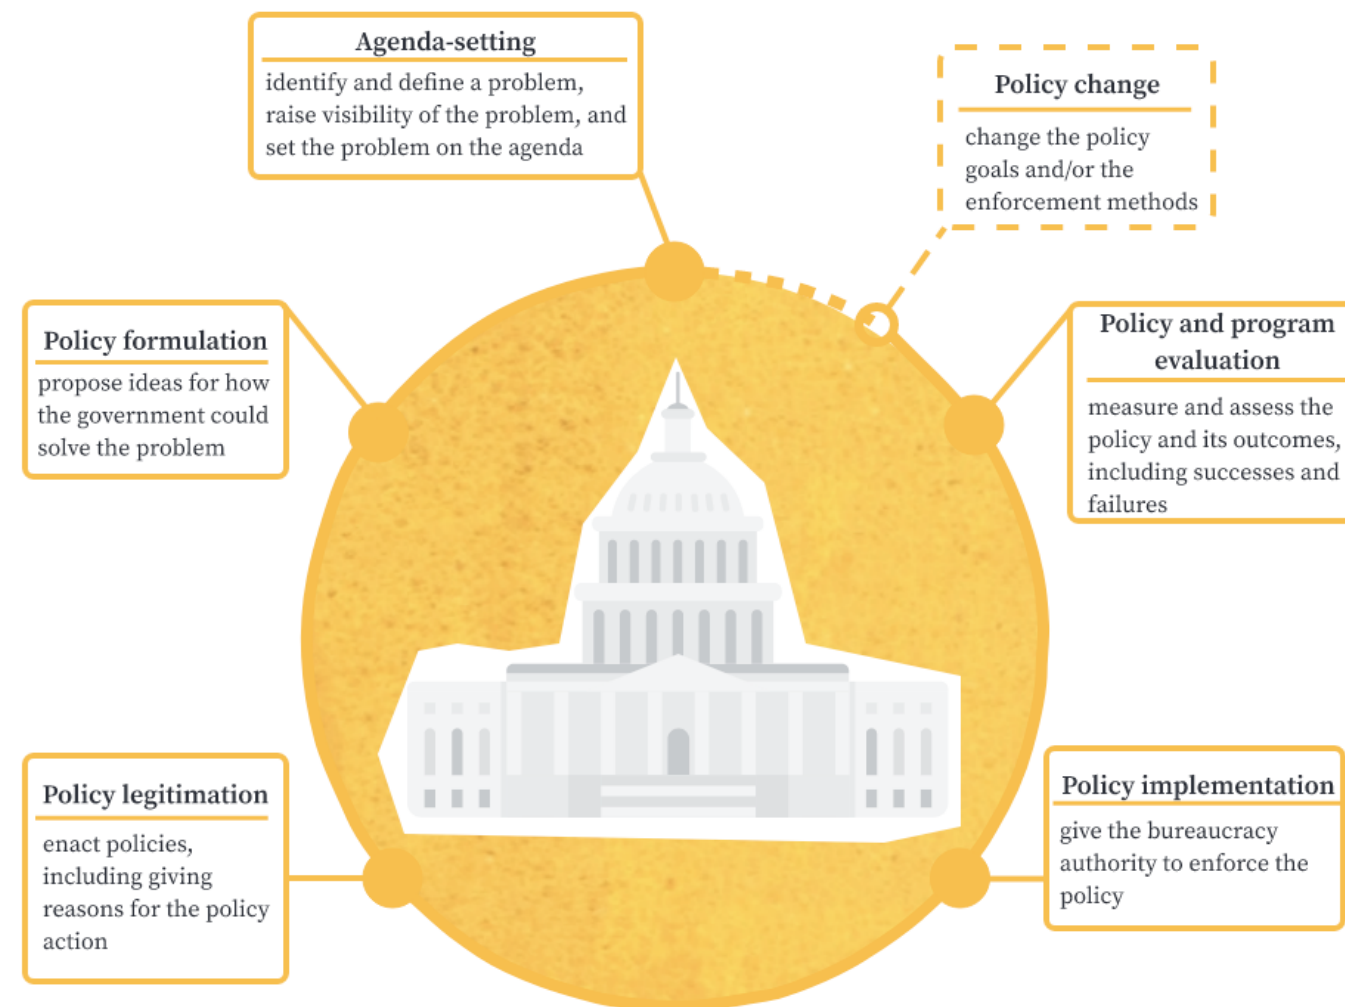 Agenda-setting
identify and define a problem,
raise visibility of the problem, and
set the problem on the agenda
Policy change
change the policy
goals and/or the
enforcement methods
Policy formulation
propose ideas for how
the government could
solve the problem
Policy and program
evaluation
measure and assess the
policy and its outcomes,
including successes and
failures
Policy legitimation
enact policies,
including giving
reasons for the policy
action
Policy implementation
give the bureaucracy
authority to enforce the
policy